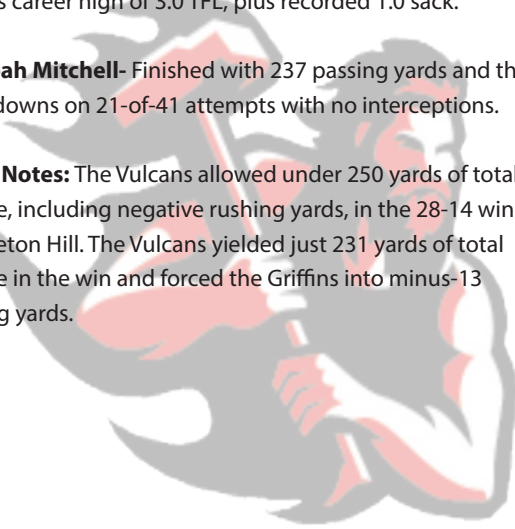 s career high of 3.0 TFL, plus recorded 1.0 sack.
ah Mitchell- Finished with 237 passing yards and th
downs on 21-of-41 attempts with no interceptions.
Notes: The Vulcans allowed under 250 yards of total
e, including negative rushing yards, in the 28-14 win
eton Hill. The Vulcans yielded just 231 yards of total
e in the win and forced the Griffins into minus-13
g yards.